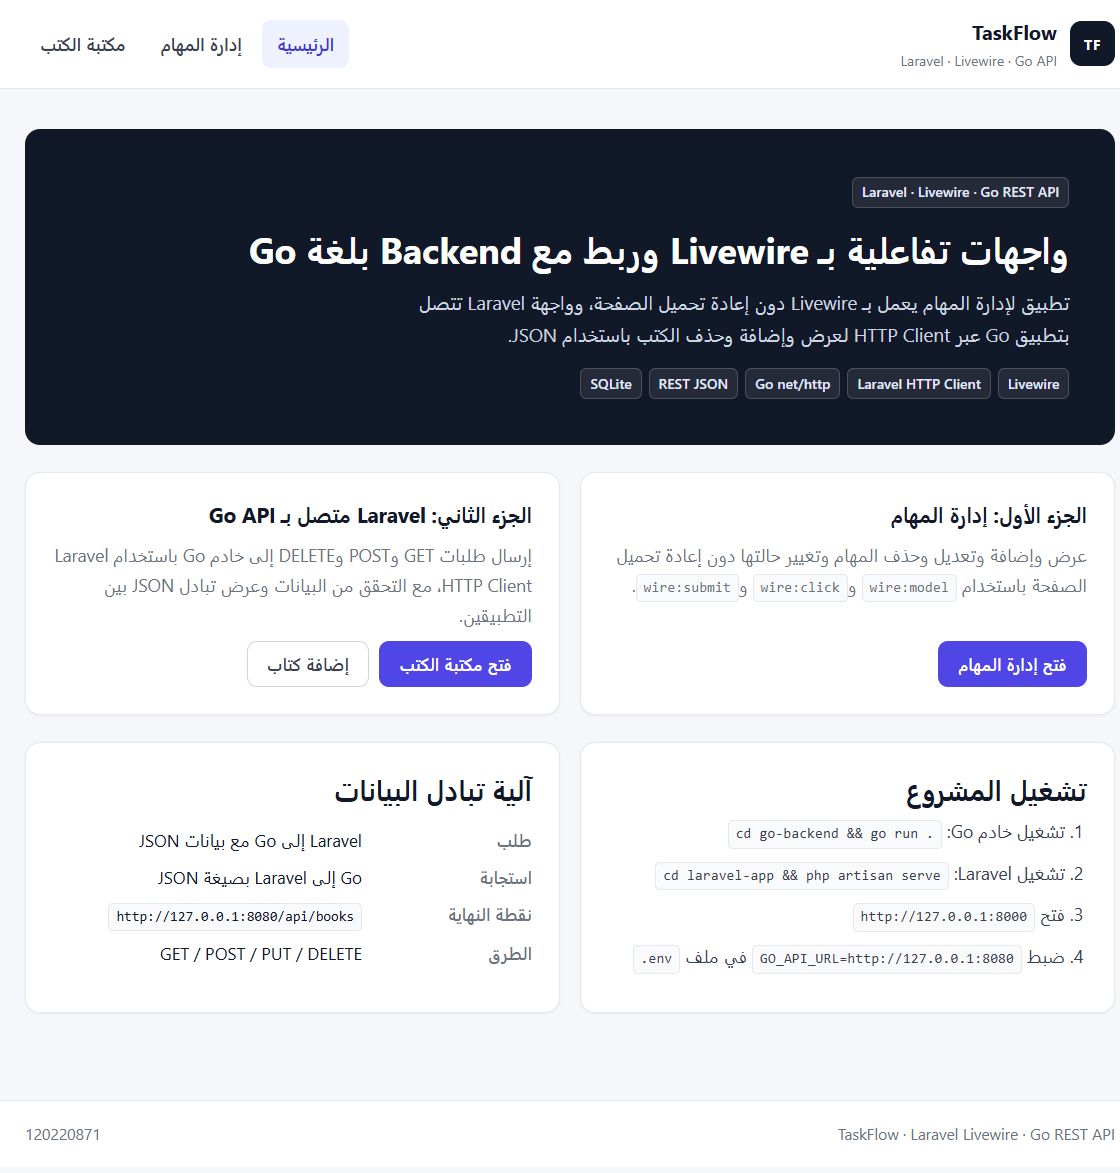 TF
TaskFlow
Laravel · Livewire · Go API
الرئيسية
إدارة المهام
مكتبة الكتب
Laravel · Livewire · Go REST API
واجهات تفاعلية بـ Livewire وربط مع Backend بلغة Go
تطبيق لإدارة المهام يعمل بـ Livewire دون إعادة تحميل الصفحة، وواجهة Laravel تتصل
بتطبيق Go عبر HTTP Client لعرض وإضافة وحذف الكتب باستخدام JSON.
Livewire
Laravel HTTP Client
Go net/http
REST JSON
SQLite
الجزء الأول: إدارة المهام
عرض وإضافة وتعديل وحذف المهام وتغيير حالتها دون إعادة تحميل
الصفحة باستخدام wire:model و wire:click و wire:submit.
فتح إدارة المهام
الجزء الثاني: Laravel متصل بـ Go API
إرسال طلبات GET وPOST وDELETE إلى خادم Go باستخدام Laravel
HTTP Client، مع التحقق من البيانات وعرض تبادل JSON بين
التطبيقين.
فتح مكتبة الكتب
إضافة كتاب
تشغيل المشروع
1. تشغيل خادم Go: cd go-backend && go run .
2. تشغيل Laravel: cd laravel-app && php artisan serve
3. فتح http://127.0.0.1:8000
4. ضبط GO_API_URL=http://127.0.0.1:8080 في ملف .env
آلية تبادل البيانات
طلب Laravel إلى Go مع بيانات JSON
استجابة Go إلى Laravel بصيغة JSON
نقطة النهاية http://127.0.0.1:8080/api/books
الطرق GET / POST / PUT / DELETE
TaskFlow · Laravel Livewire · Go REST API
120220871